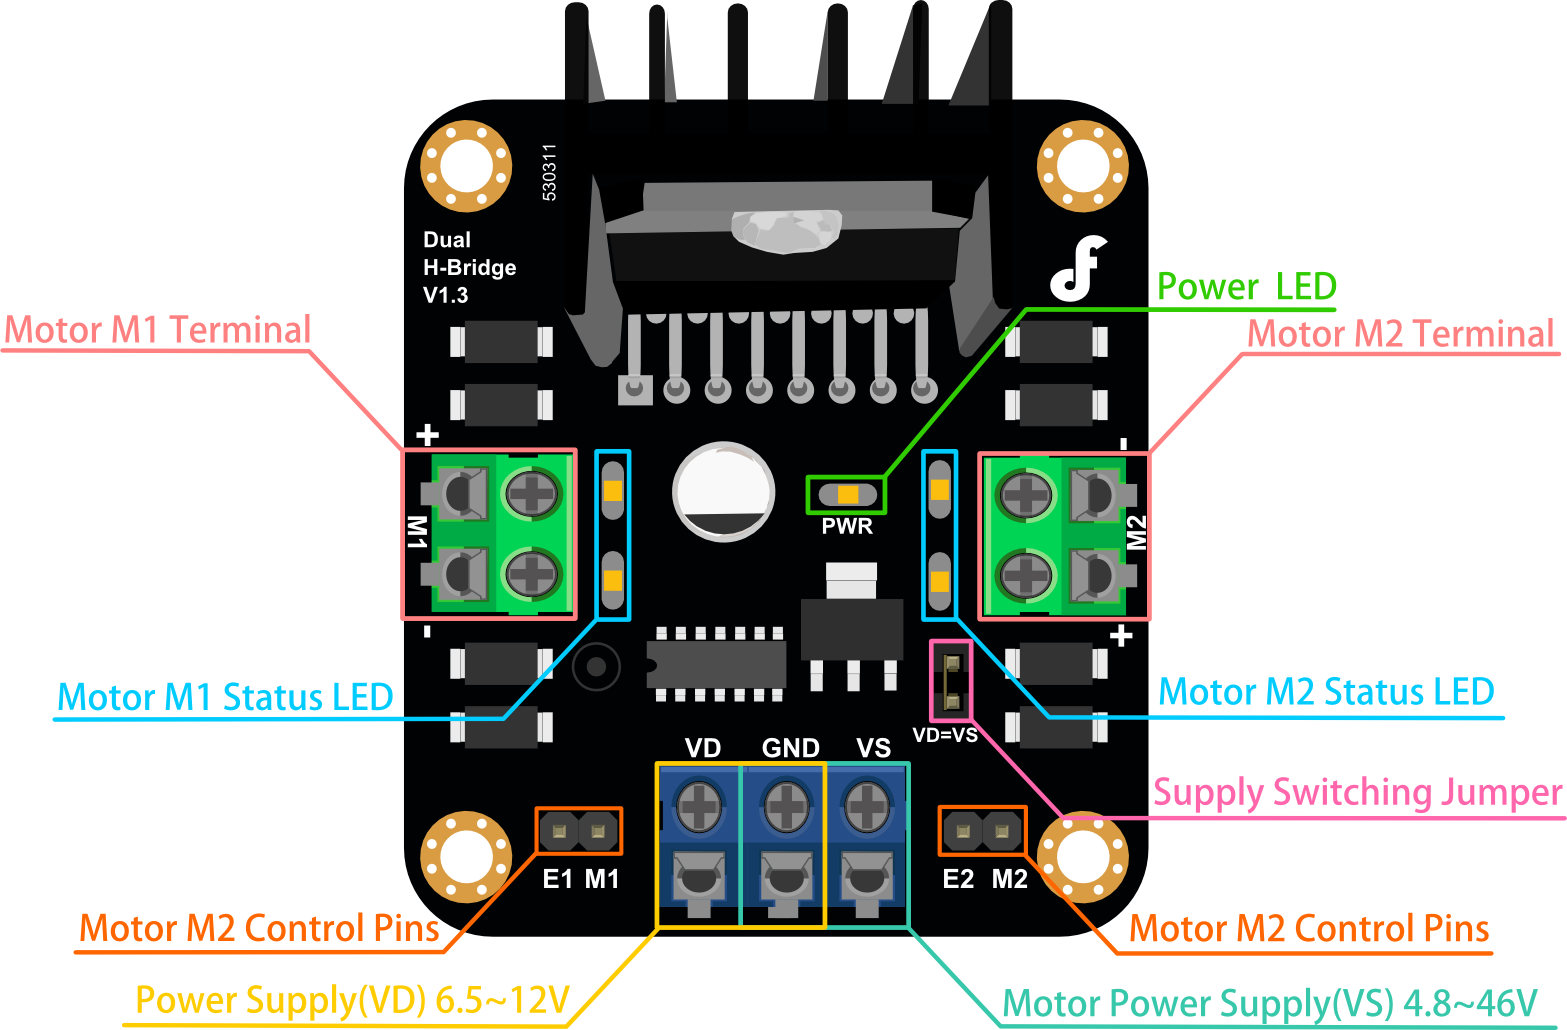 530311
Dual
H-Bridge
V1.3
Power LED
Motor M1 Terminal
Motor M2 Terminal
+
-
M1
M2
PWR
-
+
Motor M1 Status LED
Motor M2 Status LED
VD
GND
VS
VD=VS
Supply Switching Jumper
E1
M1
E2
M2
Motor M2 Control Pins
Motor M2 Control Pins
Power Supply(VD) 6.5~12V
Motor Power Supply(VS) 4.8~46V